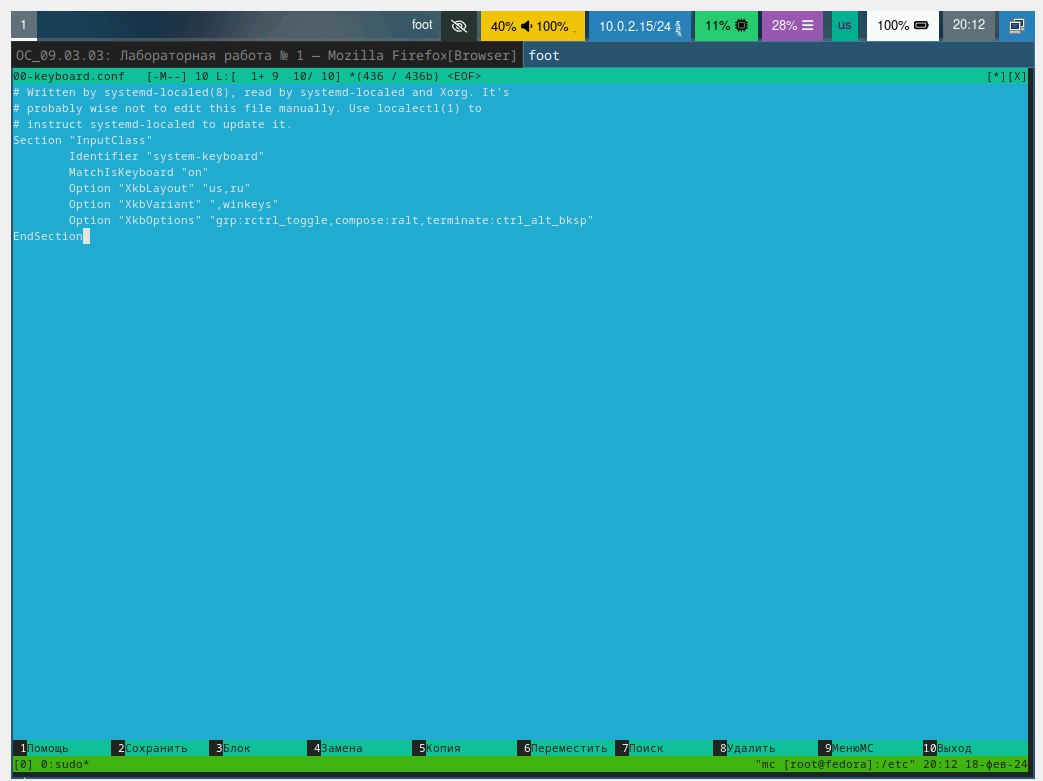 1 foot 40% 100% 10.0.2.15/24 11% 28% us 100% 20:12
ОС_09.03.03: Лабораторная работа № 1 — Mozilla Firefox[Browser] foot
00-keyboard.conf [-M--] 10 L:[ 1+ 9 10/ 10] *(436 / 436b) <EOF> [*][X]
# Written by systemd-localed(8), read by systemd-localed and Xorg. It's
# probably wise not to edit this file manually. Use localectl(1) to
# instruct systemd-localed to update it.
Section "InputClass"
        Identifier "system-keyboard"
        MatchIsKeyboard "on"
        Option "XkbLayout" "us,ru"
        Option "XkbVariant" ",winkeys"
        Option "XkbOptions" "grp:rctrl_toggle,compose:ralt,terminate:ctrl_alt_bksp"
EndSection
1Помощь 2Сохранить 3Блок 4Замена 5Копия 6Переместить 7Поиск 8Удалить 9МенюMC 10Выход
[0] 0:sudo* "mc [root@fedora]:/etc" 20:12 18-фев-24